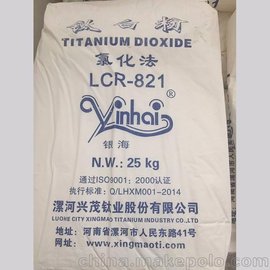 钛白粉
TITANIUM DIOXIDE
氯化法
LCR-821
Yinhai
银海
N.W.: 25 kg
通过ISO9001: 2000认证
执行标准: Q/LHXM001-2014
漯河兴茂钛业股份有限公司
LUOHE CITY XINGMAO TITANIUM INDUSTRY CO.,LTD.
地址: 河南省漯河市人民东路41号
网址: www.xingmaoti.com